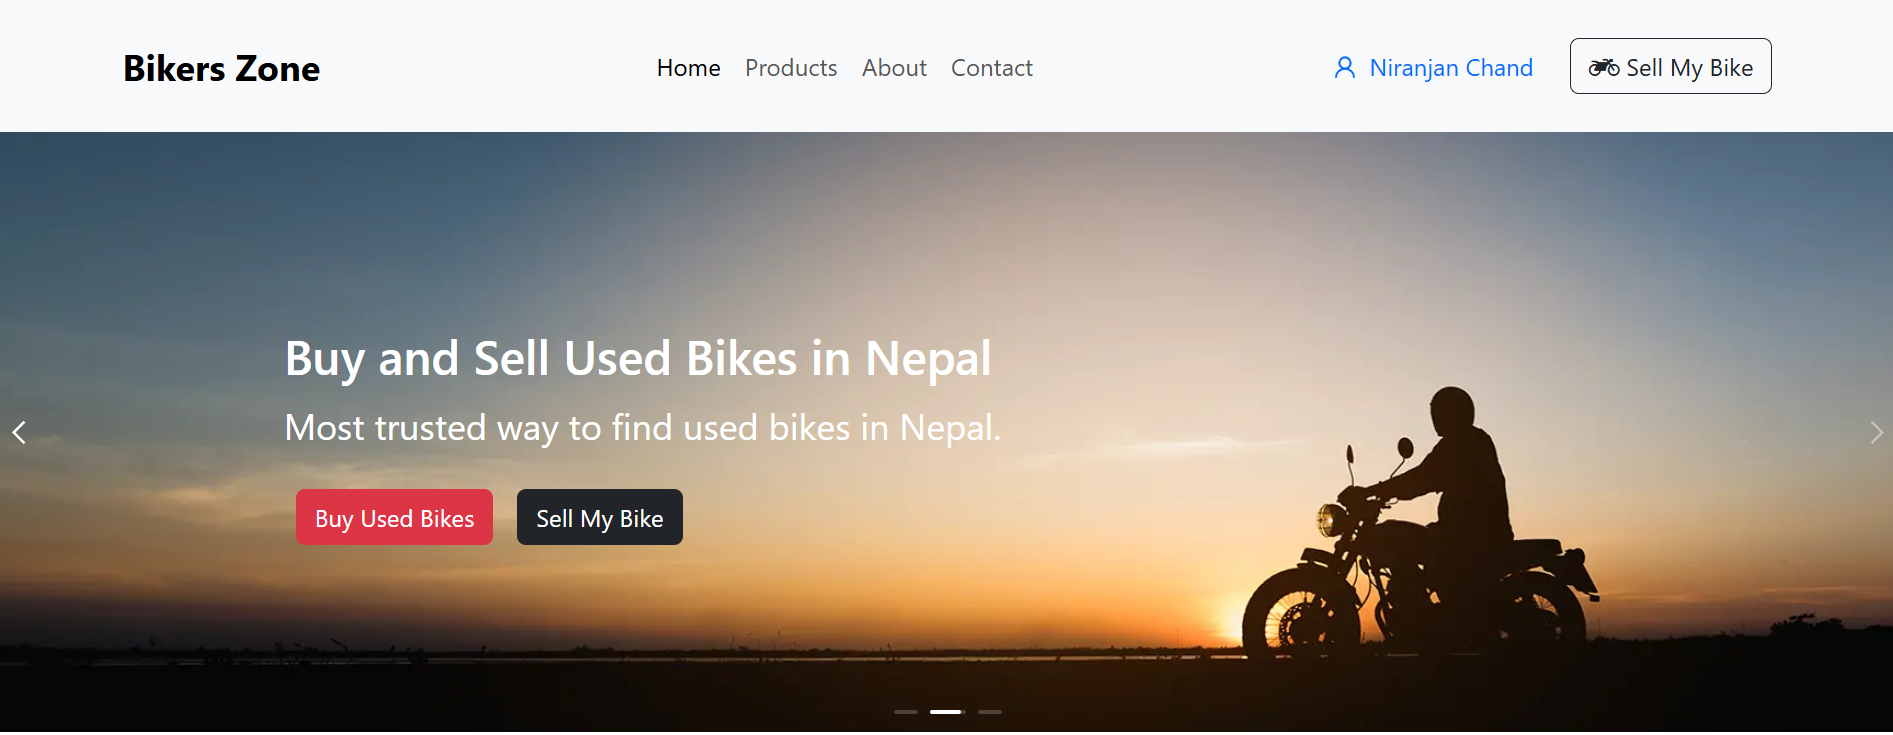 Bikers Zone
Home Products About Contact
Niranjan Chand
Sell My Bike
Buy and Sell Used Bikes in Nepal
Most trusted way to find used bikes in Nepal.
Buy Used Bikes
Sell My Bike